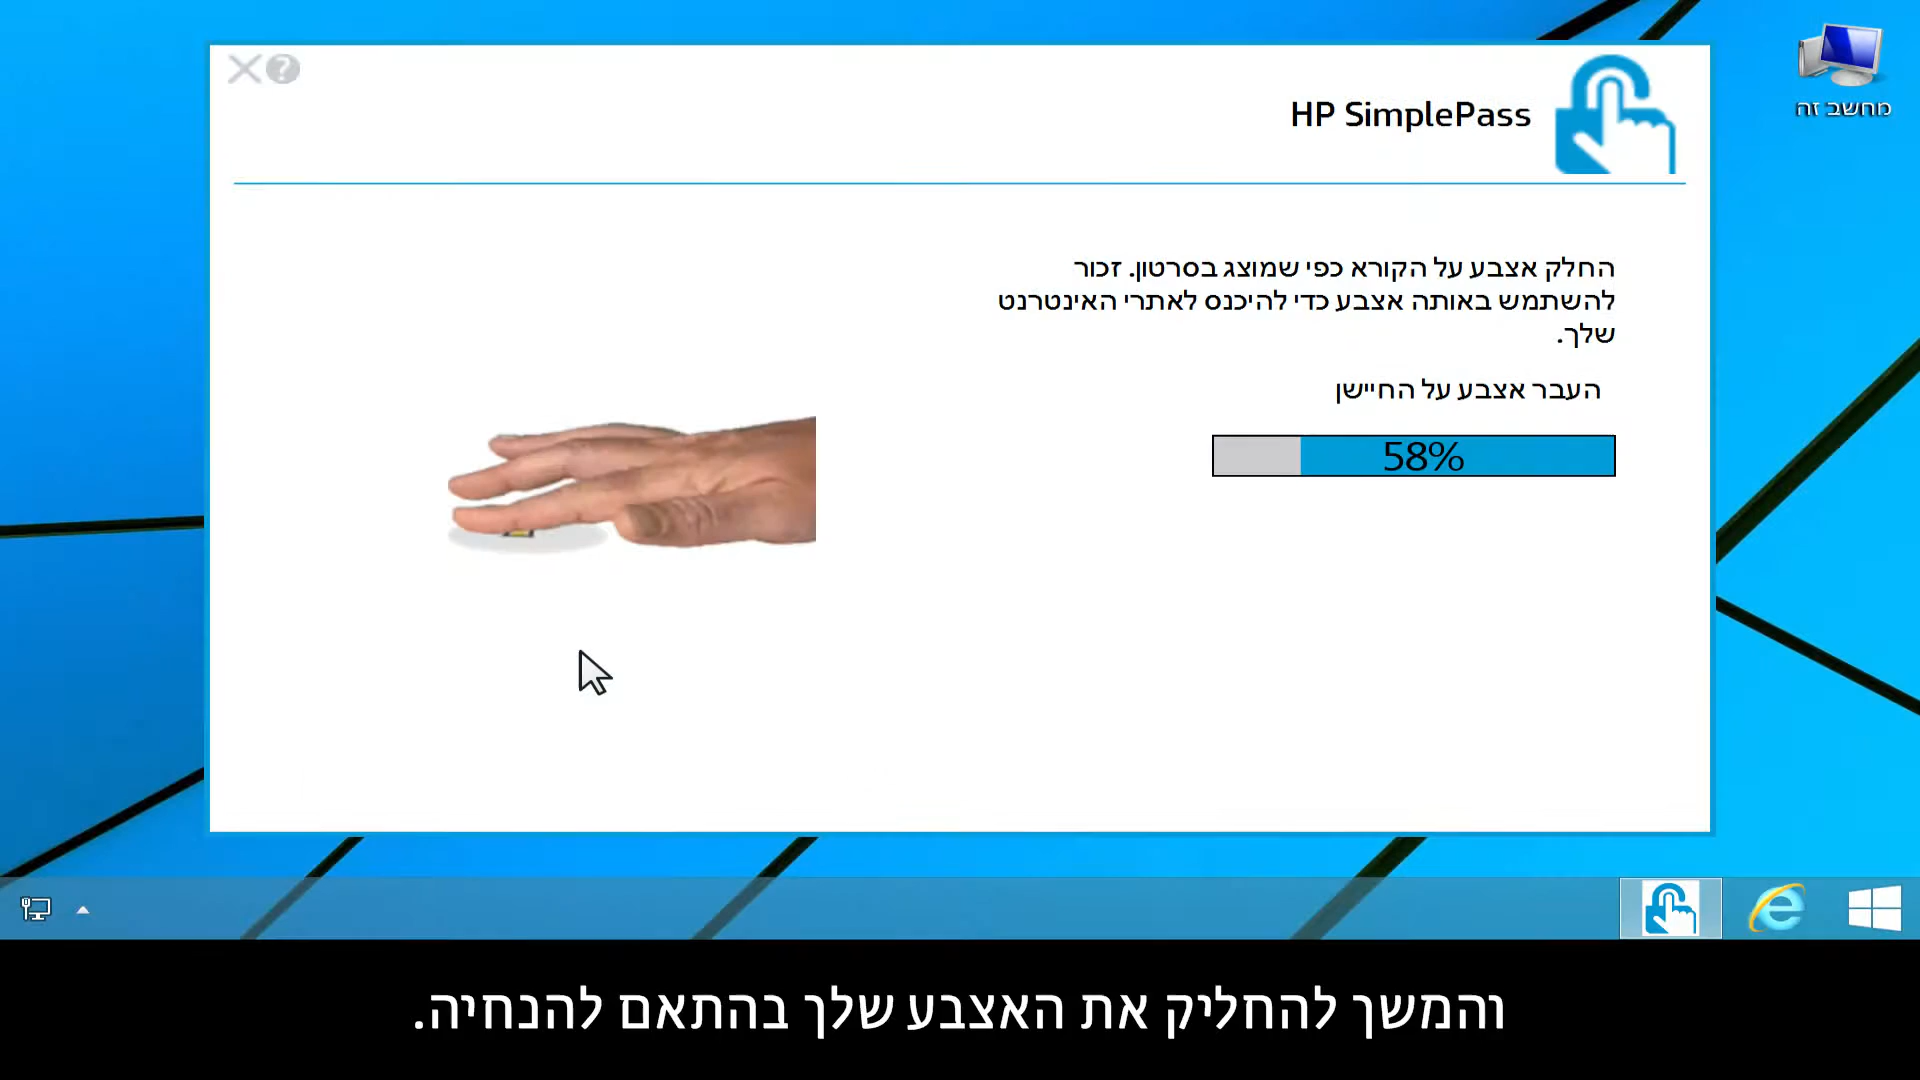 מחשב זה
HP SimplePass
החלק אצבע על הקורא כפי שמוצג בסרטון. זכור
להשתמש באותה אצבע כדי להיכנס לאתרי האינטרנט
שלך.
העבר אצבע על החיישן
58%
והמשך להחליק את האצבע שלך בהתאם להנחיה.